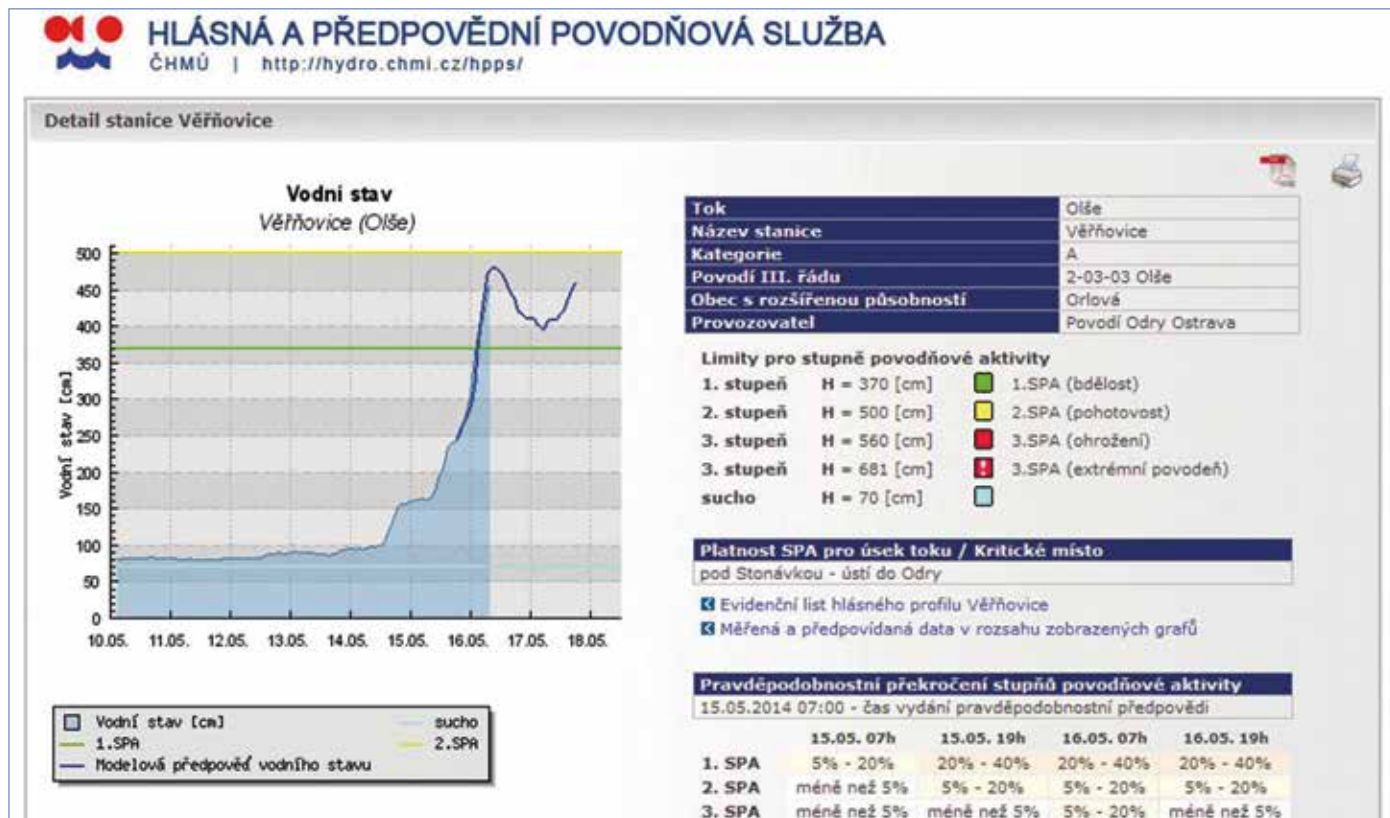 HLÁSNÁ A PŘEDPOVĚDNÍ POVODŇOVÁ SLUŽBA
ČHMÚ | http://hydro.chmi.cz/hpps/
Detail stanice Věřňovice
Vodní stav
Věřňovice (Olše)
500
450
400
350
300
250
200
150
100
50
0
Vodní stav [cm]
10.05. 11.05. 12.05. 13.05. 14.05. 15.05. 16.05. 17.05. 18.05.
Vodní stav [cm] sucho
1.SPA 2.SPA
Modelová předpověď vodního stavu
Tok Olše
Název stanice Věřňovice
Kategorie A
Povodí III. řádu 2-03-03 Olše
Obec s rozšířenou působností Orlová
Provozovatel Povodí Odry Ostrava
Limity pro stupně povodňové aktivity
1. stupeň H = 370 [cm] 1.SPA (bdělost)
2. stupeň H = 500 [cm] 2.SPA (pohotovost)
3. stupeň H = 560 [cm] 3.SPA (ohrožení)
3. stupeň H = 681 [cm] 3.SPA (extrémní povodeň)
sucho H = 70 [cm]
Platnost SPA pro úsek toku / Kritické místo
pod Stonávkou - ústí do Odry
Evidenční list hlásného profilu Věřňovice
Měřená a předpovídaná data v rozsahu zobrazených grafů
Pravděpodobnostní překročení stupňů povodňové aktivity
15.05.2014 07:00 - čas vydání pravděpodobnostní předpovědi
15.05. 07h 15.05. 19h 16.05. 07h 16.05. 19h
1. SPA 5% - 20% 20% - 40% 20% - 40% 20% - 40%
2. SPA méně než 5% 5% - 20% 5% - 20% 5% - 20%
3. SPA méně než 5% méně než 5% 5% - 20% méně než 5%